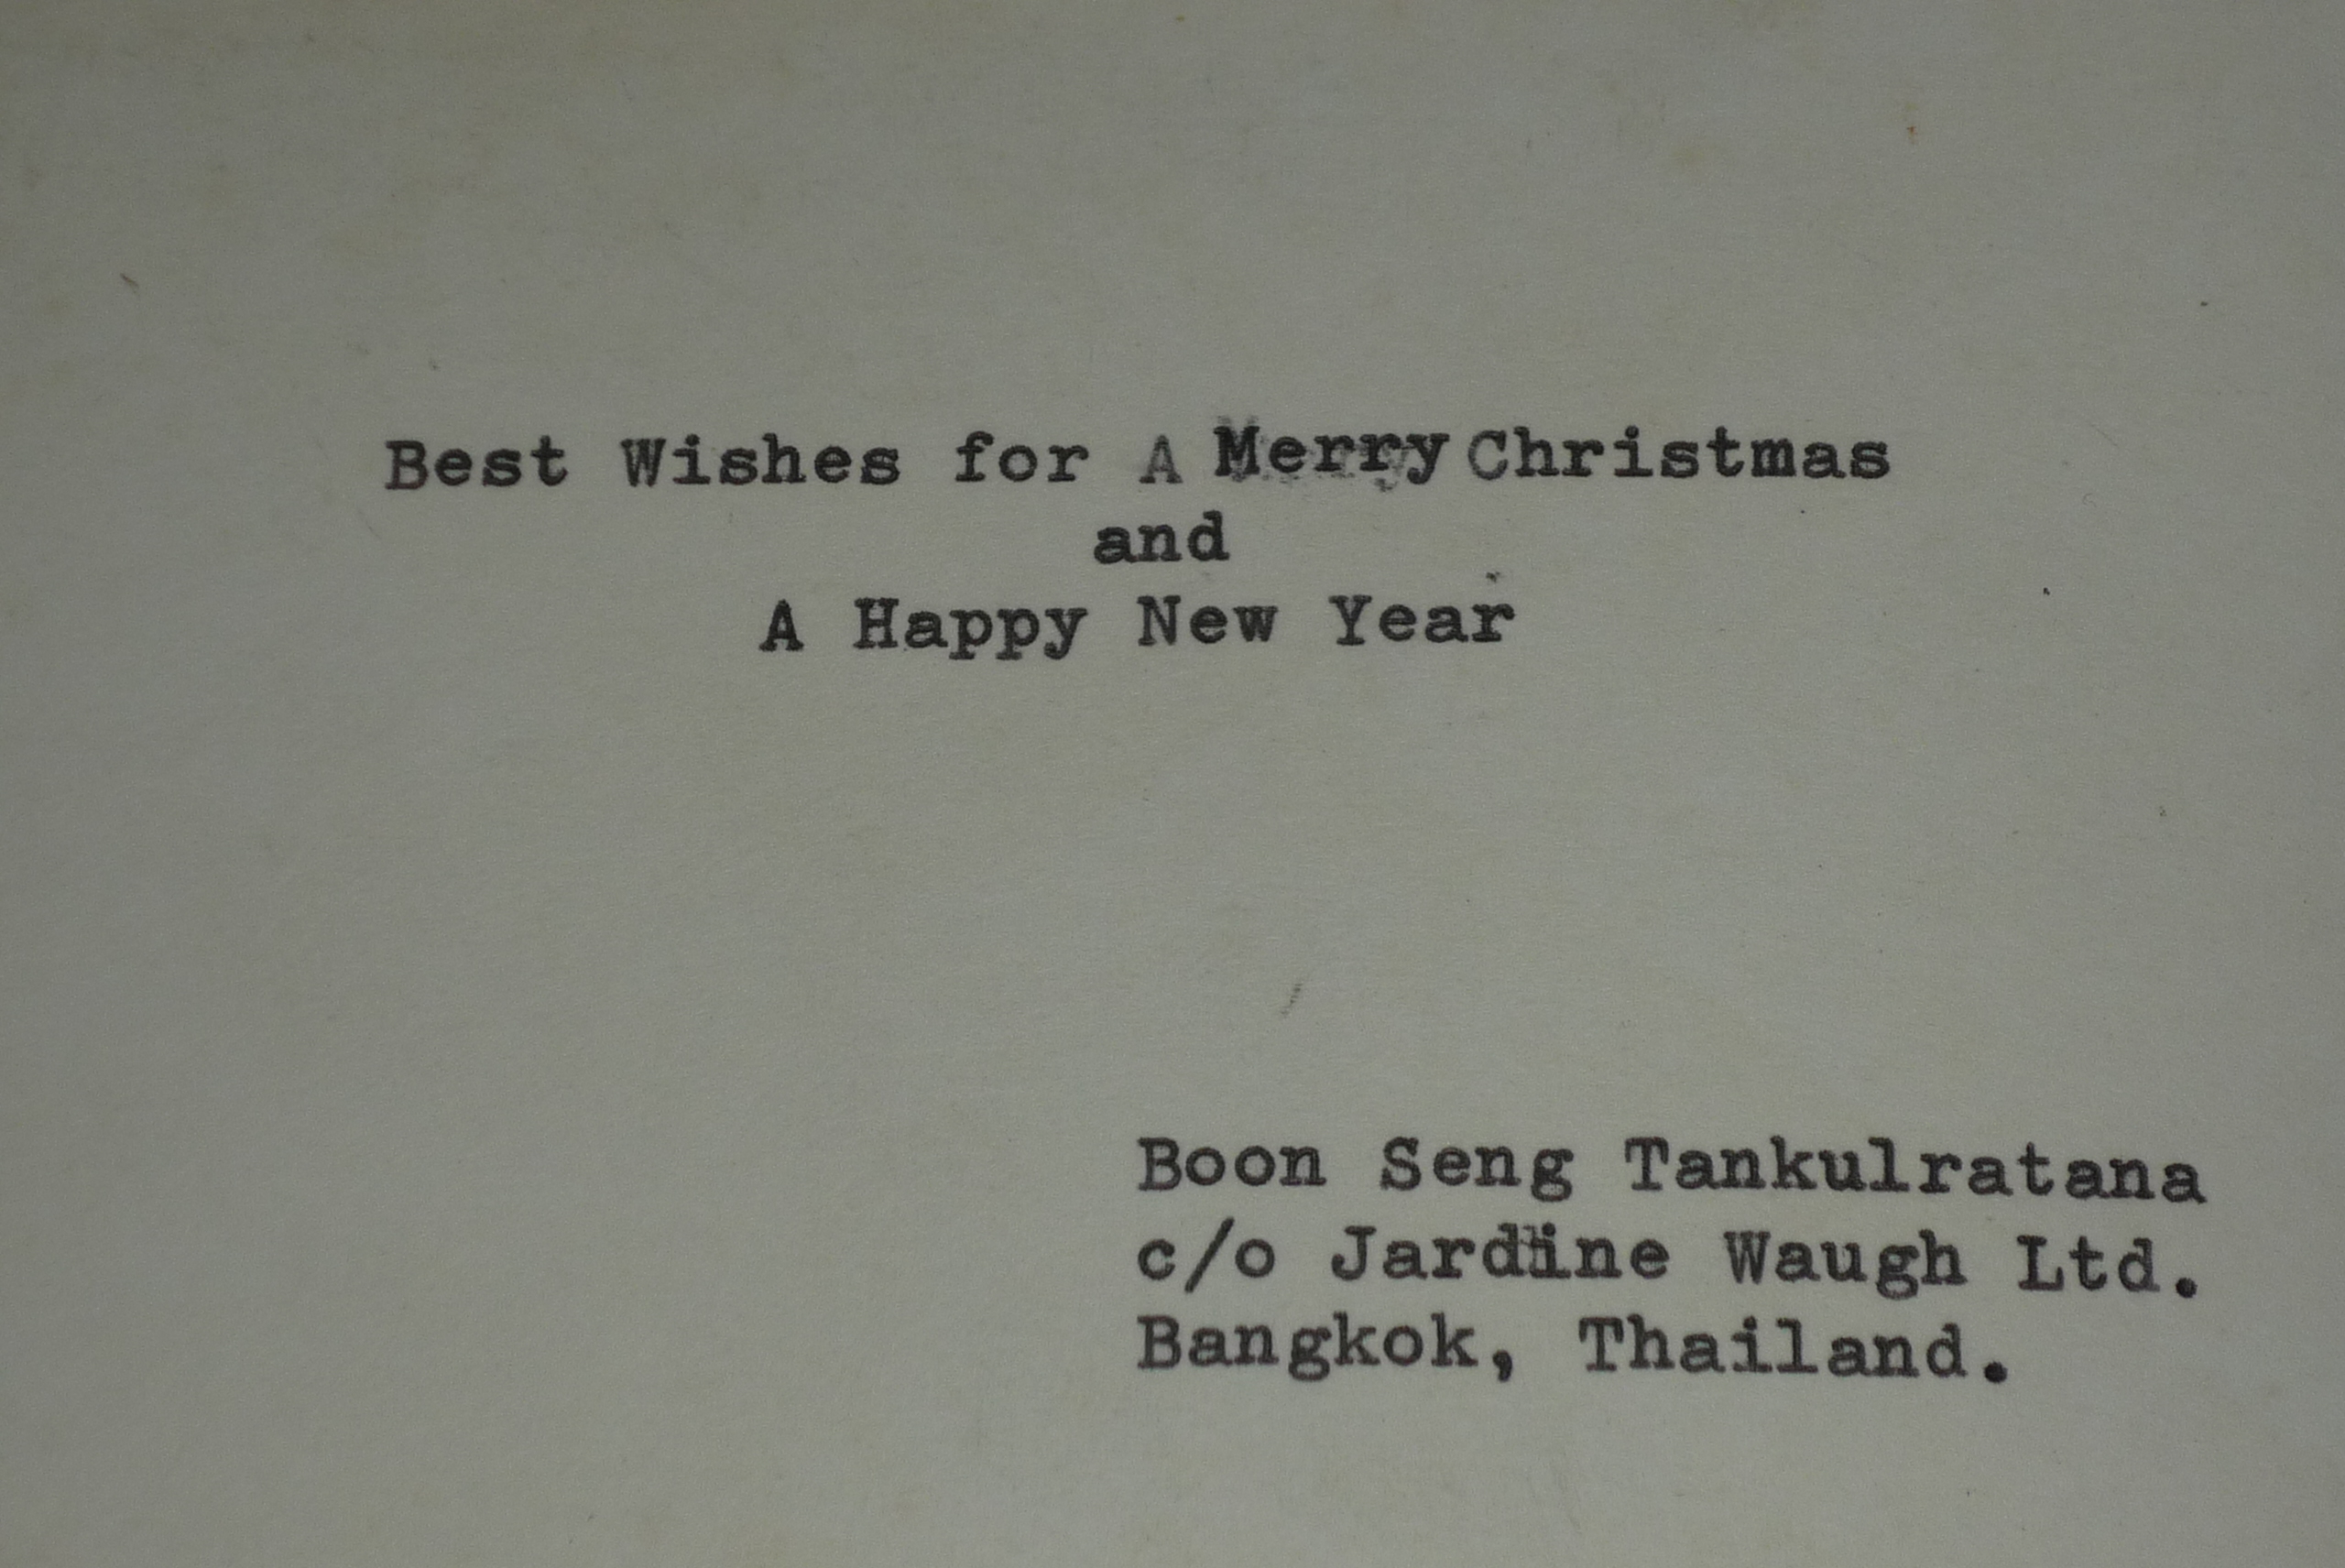 Best Wishes for A Merry Christmas
and
A Happy New Year
Boon Seng Tankulratana
c/o Jardine Waugh Ltd.
Bangkok, Thailand.